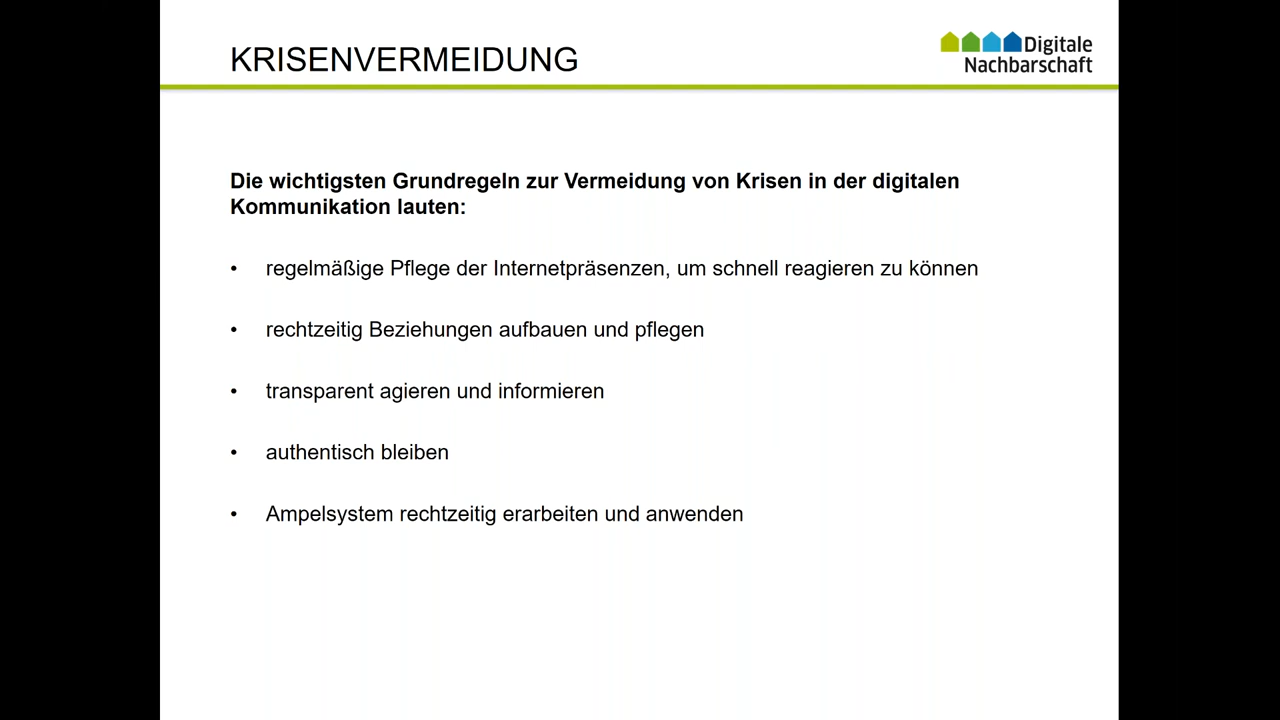 KRISENVERMEIDUNG
Digitale
Nachbarschaft
Die wichtigsten Grundregeln zur Vermeidung von Krisen in der digitalen
Kommunikation lauten:
• regelmäßige Pflege der Internetpräsenzen, um schnell reagieren zu können
• rechtzeitig Beziehungen aufbauen und pflegen
• transparent agieren und informieren
• authentisch bleiben
• Ampelsystem rechtzeitig erarbeiten und anwenden